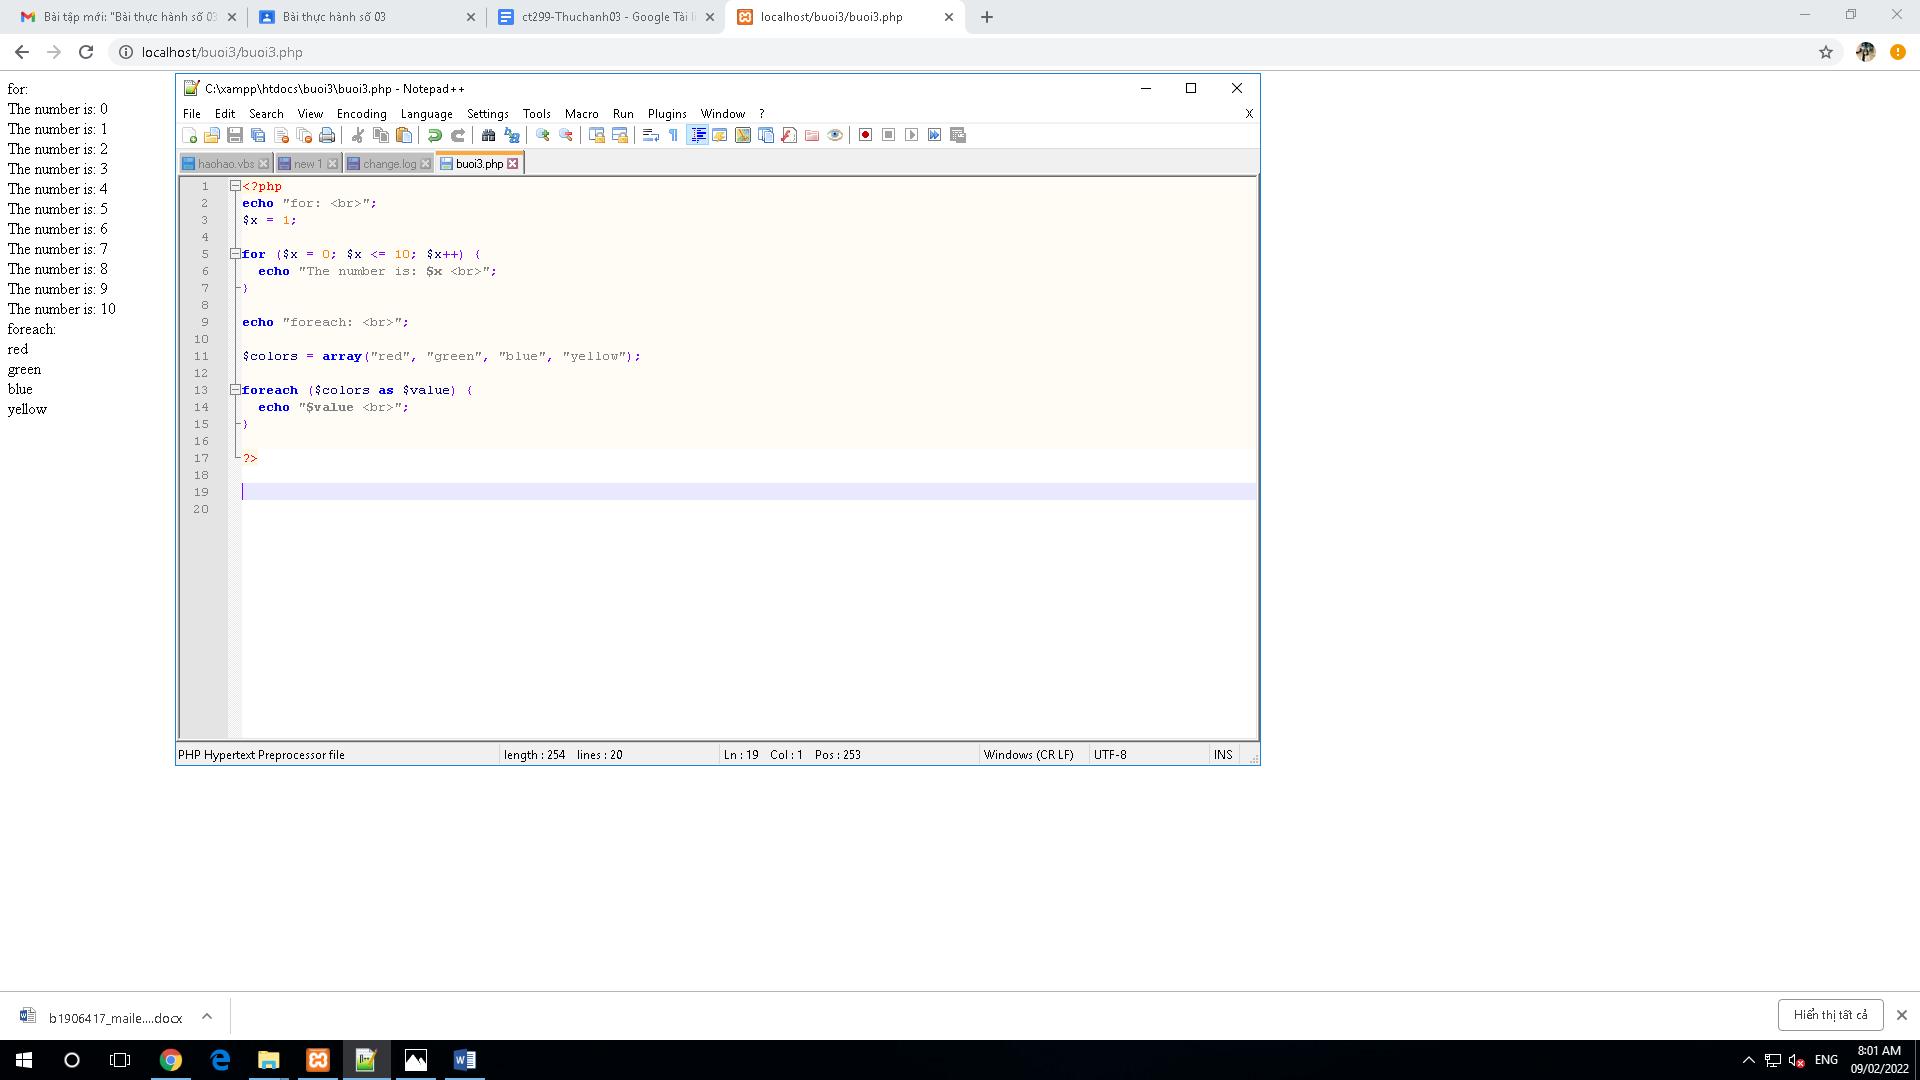 Bài tập mới: "Bài thực hành số 03
Bài thực hành số 03
ct299-Thuchanh03 - Google Tài li
localhost/buoi3/buoi3.php
localhost/buoi3/buoi3.php
for:
The number is: 0
The number is: 1
The number is: 2
The number is: 3
The number is: 4
The number is: 5
The number is: 6
The number is: 7
The number is: 8
The number is: 9
The number is: 10
foreach:
red
green
blue
yellow
C:\xampp\htdocs\buoi3\buoi3.php - Notepad++
File Edit Search View Encoding Language Settings Tools Macro Run Plugins Window ? X
haohao.vbs new 1 change.log buoi3.php
1 <?php
2 echo "for: <br>";
3 $x = 1;
4
5 for ($x = 0; $x <= 10; $x++) {
6 echo "The number is: $x <br>";
7 }
8
9 echo "foreach: <br>";
10
11 $colors = array("red", "green", "blue", "yellow");
12
13 foreach ($colors as $value) {
14 echo "$value <br>";
15 }
16
17 ?>
18
19
20
PHP Hypertext Preprocessor file length : 254 lines : 20 Ln : 19 Col : 1 Pos : 253 Windows (CR LF) UTF-8 INS
b1906417_maile....docx
Hiển thị tất cả
ENG
8:01 AM
09/02/2022